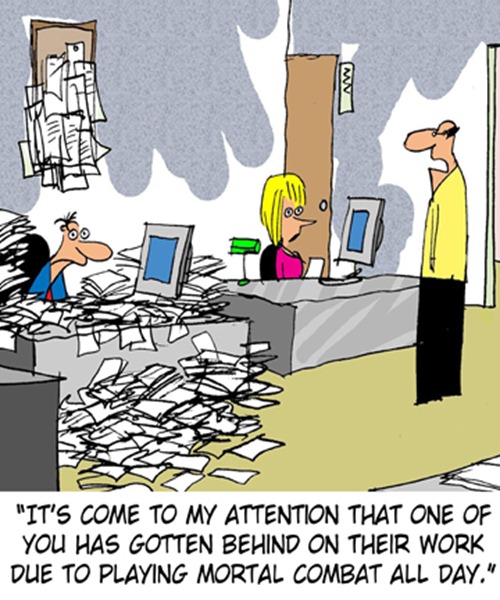 "IT'S COME TO MY ATTENTION THAT ONE OF
YOU HAS GOTTEN BEHIND ON THEIR WORK
DUE TO PLAYING MORTAL COMBAT ALL DAY."